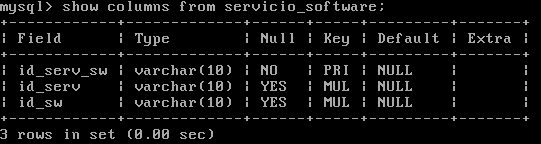 mysql> show columns from servicio_software;
+------------+-------------+------+-----+---------+-------+
| Field      | Type        | Null | Key | Default | Extra |
+------------+-------------+------+-----+---------+-------+
| id_serv_sw | varchar(10) | NO   | PRI | NULL    |       |
| id_serv    | varchar(10) | YES  | MUL | NULL    |       |
| id_sw      | varchar(10) | YES  | MUL | NULL    |       |
+------------+-------------+------+-----+---------+-------+
3 rows in set (0.00 sec)